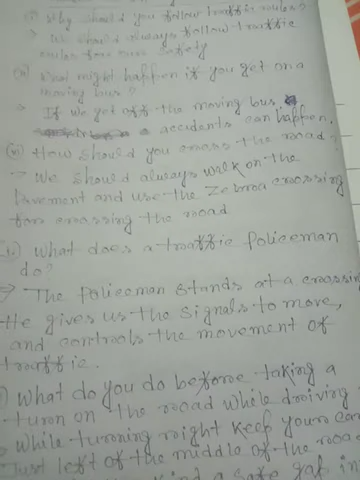 (i) Why should you follow traffic rules?
→ We should always follow traffic
rules for our safety
(ii) What might happen if you get on a
moving bus?
→ If we get off the moving bus
accidents can happen.
(iii) How should you cross the road?
→ We should always walk on the
Pavement and use the Zebra crossing
for crossing the road
What does a traffic Policeman
do?
→ The Policeman stands at a crossing
He gives us the signals to move,
and controls the movement of
traffic.
What do you do before taking a
turn on the road while driving
While turning right keep your car
Just left of the middle of the road
a safe gap in